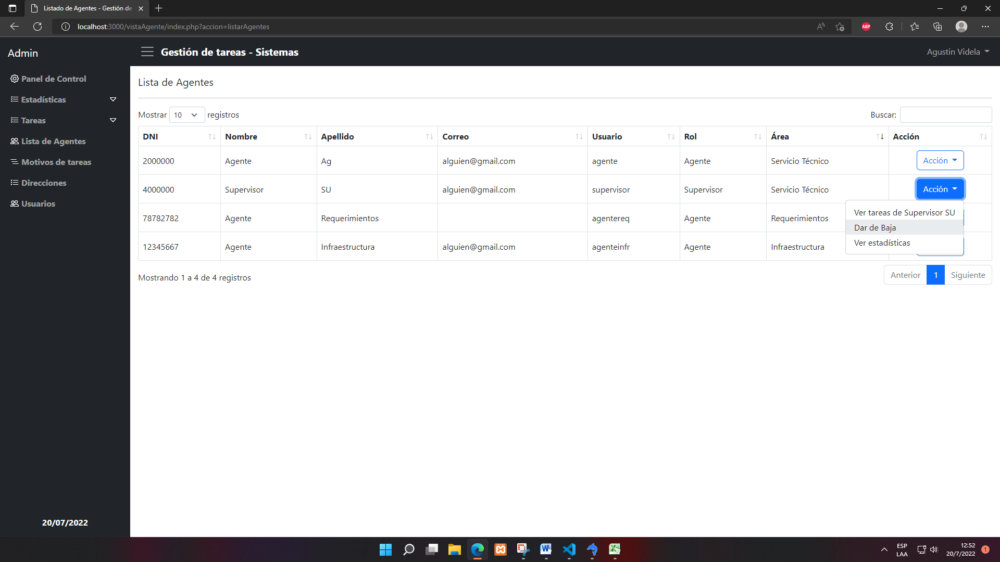 Listado de Agentes - Gestión de
localhost:3000/vistaAgente/index.php?accion=listarAgentes
ABP
Admin
Gestión de tareas - Sistemas
Agustin Videla
Panel de Control
Estadísticas
Tareas
Lista de Agentes
Motivos de tareas
Direcciones
Usuarios
20/07/2022
Lista de Agentes
Mostrar 10 registros
Buscar:
DNI Nombre Apellido Correo Usuario Rol Área Acción
2000000 Agente Ag alguien@gmail.com agente Agente Servicio Técnico Acción
4000000 Supervisor SU alguien@gmail.com supervisor Supervisor Servicio Técnico Acción
78782782 Agente Requerimientos agentereq Agente Requerimientos
12345667 Agente Infraestructura alguien@gmail.com agenteinfr Agente Infraestructura
Ver tareas de Supervisor SU
Dar de Baja
Ver estadísticas
Mostrando 1 a 4 de 4 registros
Anterior 1 Siguiente
ESP
LAA
12:52
20/7/2022
1